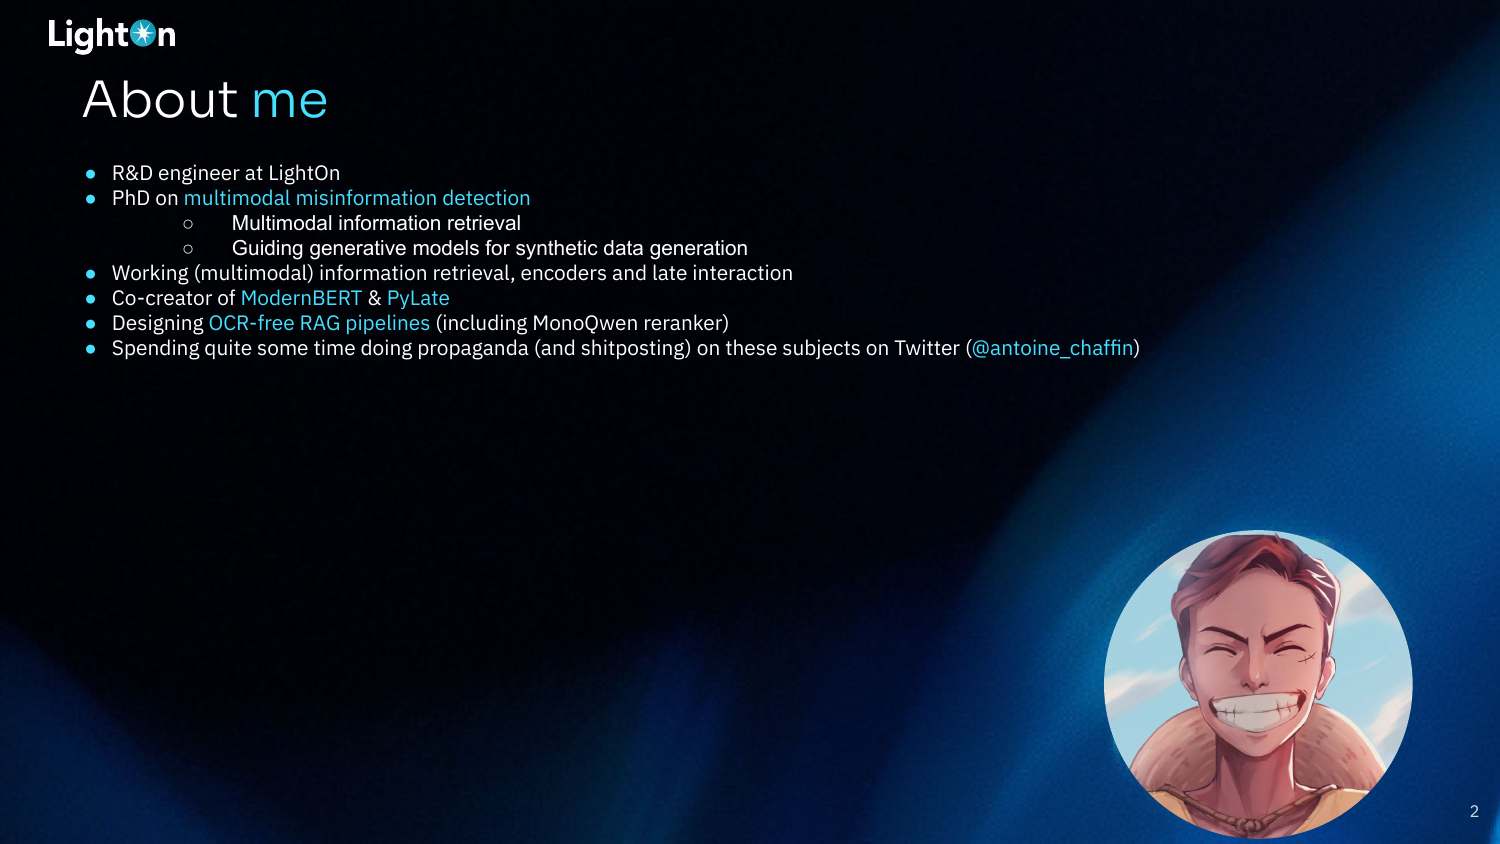 LightOn
About me
● R&D engineer at LightOn
● PhD on multimodal misinformation detection
○ Multimodal information retrieval
○ Guiding generative models for synthetic data generation
● Working (multimodal) information retrieval, encoders and late interaction
● Co-creator of ModernBERT & PyLate
● Designing OCR-free RAG pipelines (including MonoQwen reranker)
● Spending quite some time doing propaganda (and shitposting) on these subjects on Twitter (@antoine_chaffin)
2